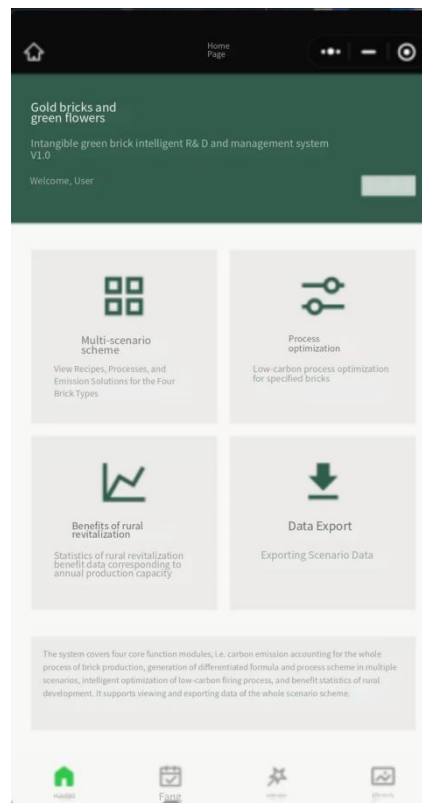 Home
Page
Gold bricks and
green flowers
Intangible green brick intelligent R& D and management system
V1.0
Welcome, User
Multi-scenario
scheme
View Recipes, Processes, and
Emission Solutions for the Four
Brick Types
Process
optimization
Low-carbon process optimization
for specified bricks
Benefits of rural
revitalization
Statistics of rural revitalization
benefit data corresponding to
annual production capacity
Data Export
Exporting Scenario Data
The system covers four core function modules, i.e. carbon emission accounting for the whole
process of brick production, generation of differentiated formula and process scheme in multiple
scenarios, intelligent optimization of low-carbon firing process, and benefit statistics of rural
development. It supports viewing and exporting data of the whole scenario scheme.
Fang